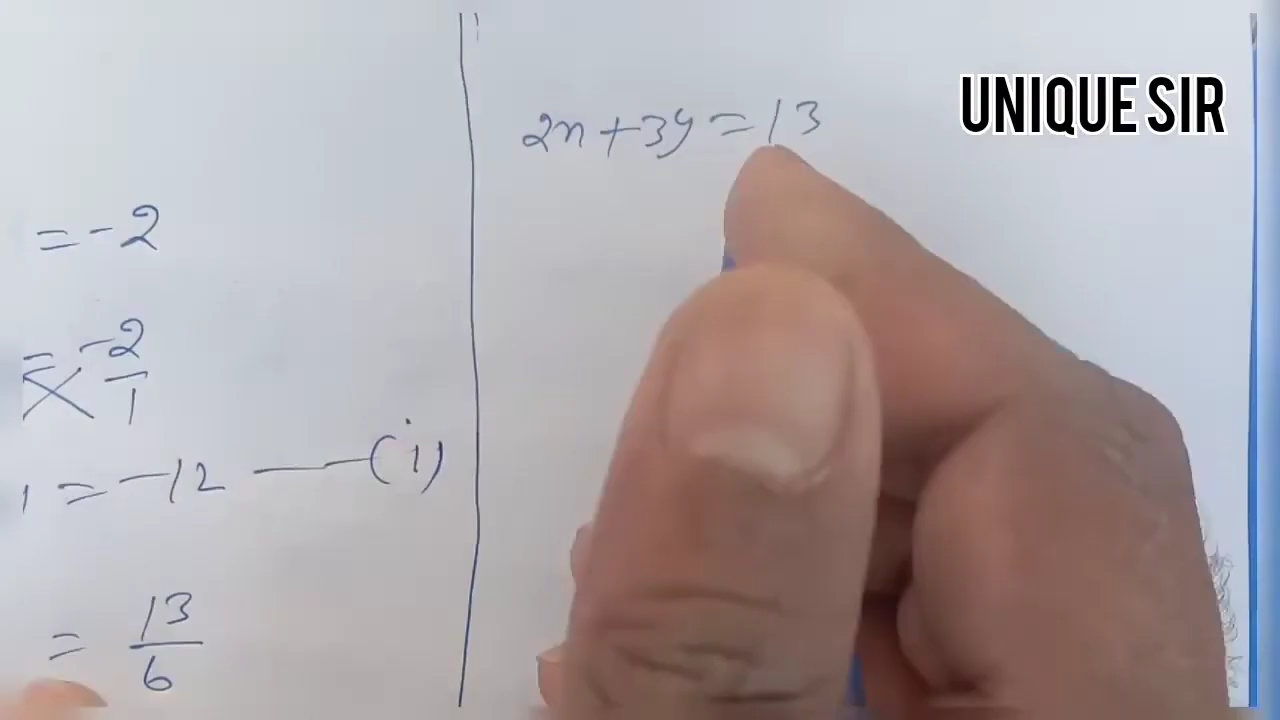 = -2
= -2/1
= -12 —— (i)
= 13/6
2x + 3y = 13
UNIQUE SIR